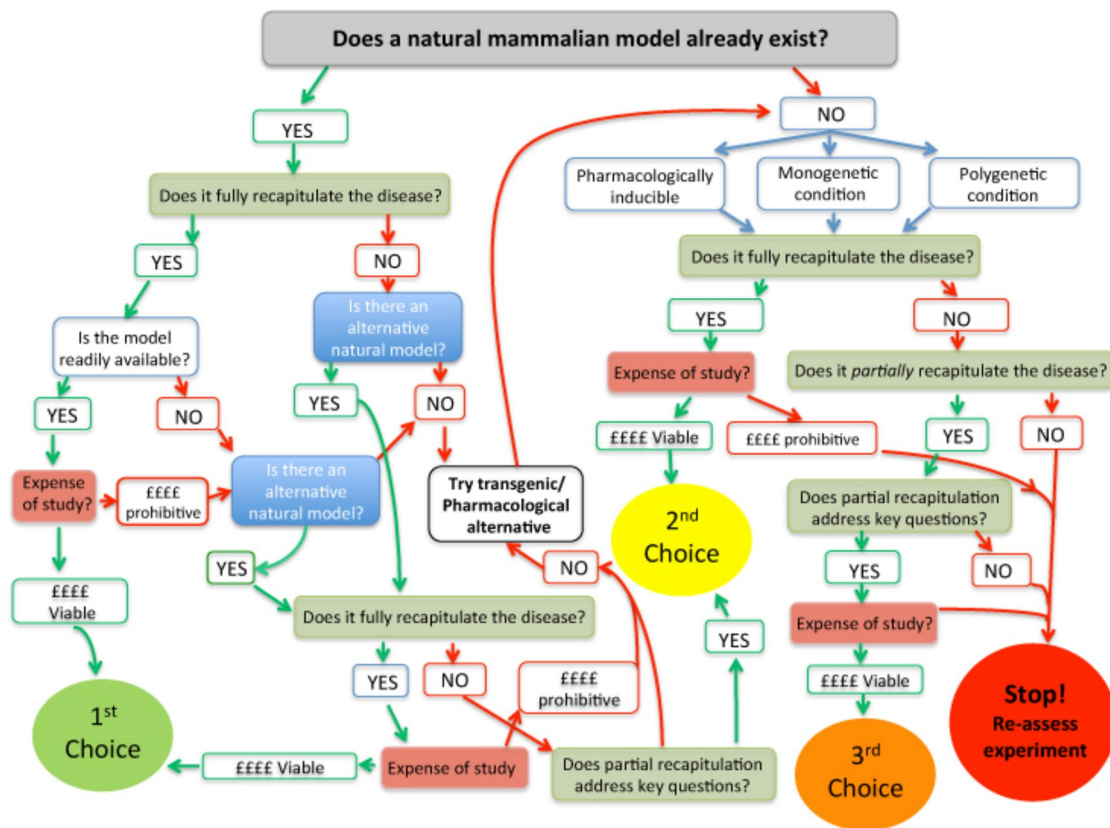 Does a natural mammalian model already exist?
YES
NO
Pharmacologically
inducible
Monogenetic
condition
Polygenetic
condition
Does it fully recapitulate the disease?
YES
NO
Is the model
readily available?
Is there an
alternative
natural model?
YES
NO
YES
NO
Expense
of study?
££££
prohibitive
Is there an
alternative
natural model?
Try transgenic/
Pharmacological
alternative
££££
Viable
YES
NO
Does it fully recapitulate the disease?
YES
NO
££££
prohibitive
1st
Choice
££££ Viable
Expense of study
Does partial recapitulation
address key questions?
YES
Does it fully recapitulate the disease?
YES
NO
Expense of study?
Does it partially recapitulate the disease?
££££ Viable
££££ prohibitive
YES
NO
2nd
Choice
Does partial recapitulation
address key questions?
YES
NO
Expense of study?
££££ Viable
3rd
Choice
Stop!
Re-assess
experiment